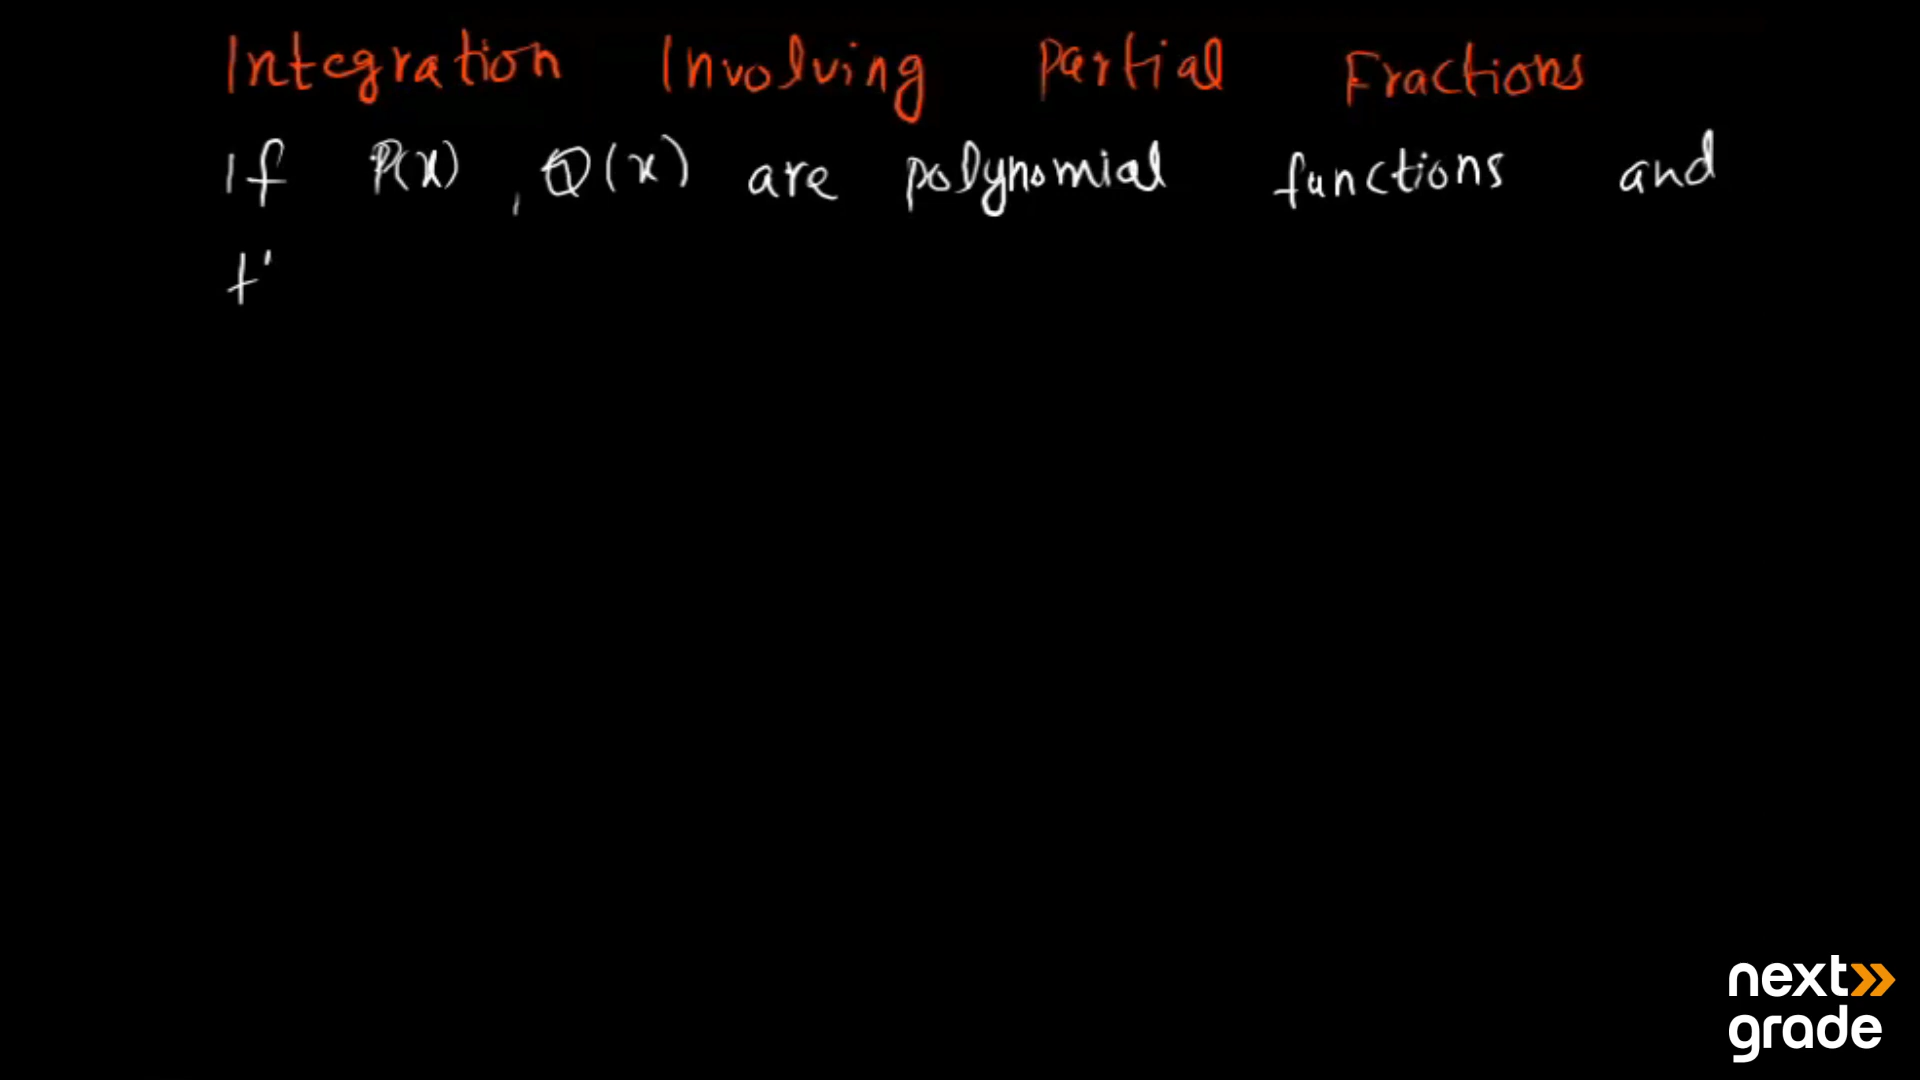 Integration Involving Partial Fractions
If P(x), Q(x) are polynomial functions and
next
grade